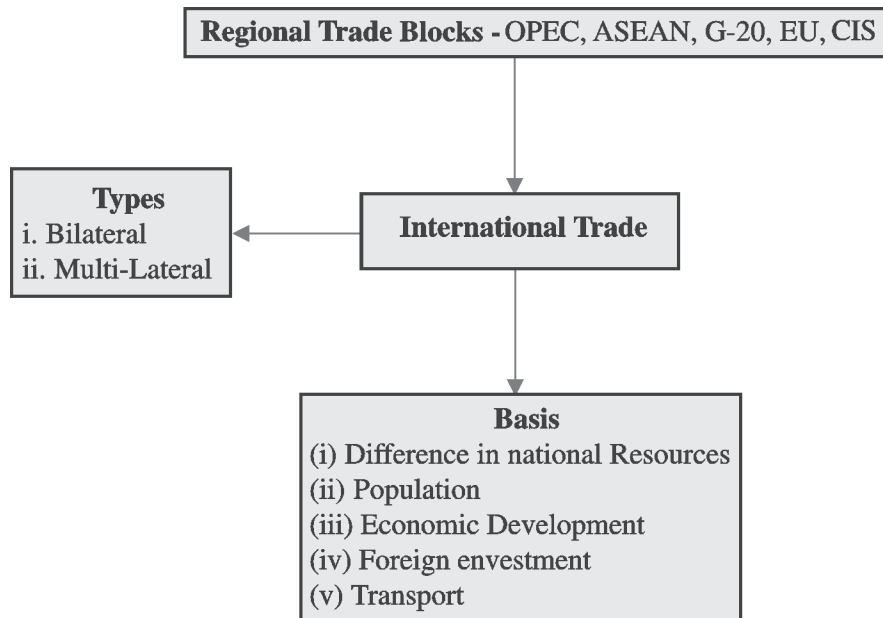 Regional Trade Blocks - OPEC, ASEAN, G-20, EU, CIS
Types
i. Bilateral
ii. Multi-Lateral
International Trade
Basis
(i) Difference in national Resources
(ii) Population
(iii) Economic Development
(iv) Foreign envestment
(v) Transport